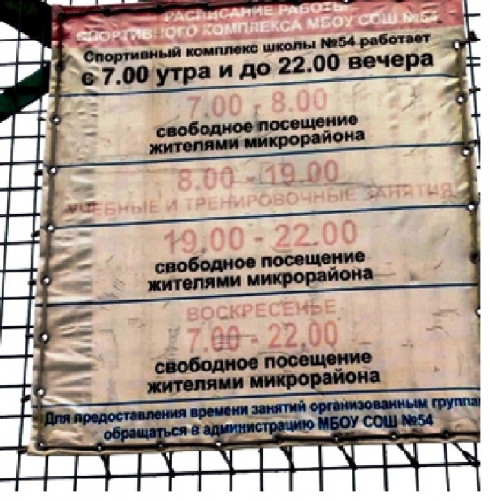 РАСПИСАНИЕ РАБОТЫ
СПОРТИВНОГО КОМПЛЕКСА МБОУ СОШ №54
Спортивный комплекс школы №54 работает
с 7.00 утра и до 22.00 вечера
7.00 - 8.00
свободное посещение
жителями микрорайона
8.00 - 19.00
УЧЕБНЫЕ И ТРЕНИРОВОЧНЫЕ ЗАНЯТИЯ
19.00 - 22.00
свободное посещение
жителями микрорайона
ВОСКРЕСЕНЬЕ
7.00 - 22.00
свободное посещение
жителями микрорайона
Для предоставления времени занятий организованным группа
обращаться в администрацию МБОУ СОШ №54